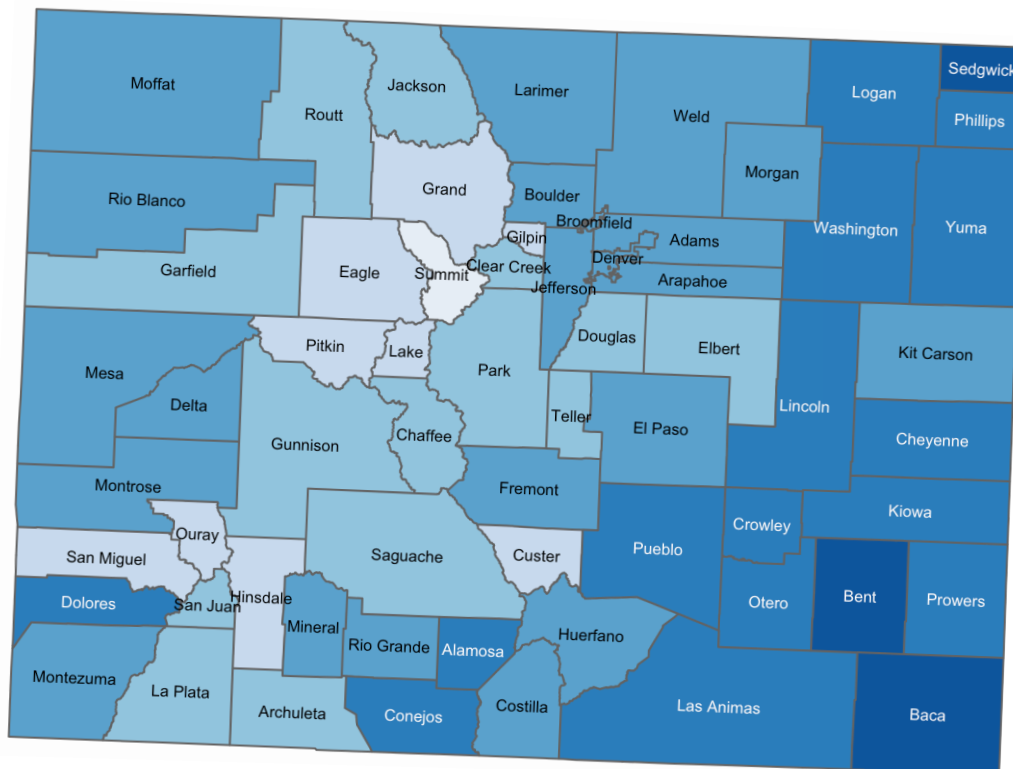 Moffat
Routt
Jackson
Larimer
Weld
Logan
Sedgwick
Phillips
Morgan
Rio Blanco
Grand
Boulder
Broomfield
Gilpin
Washington
Yuma
Garfield
Eagle
Summit
Clear Creek
Jefferson
Denver
Adams
Arapahoe
Pitkin
Lake
Park
Douglas
Elbert
Kit Carson
Mesa
Delta
Gunnison
Chaffee
Teller
El Paso
Lincoln
Cheyenne
Montrose
Fremont
Ouray
San Miguel
Saguache
Custer
Pueblo
Crowley
Kiowa
Dolores
San Juan
Hinsdale
Mineral
Rio Grande
Alamosa
Huerfano
Otero
Bent
Prowers
Montezuma
La Plata
Archuleta
Conejos
Costilla
Las Animas
Baca